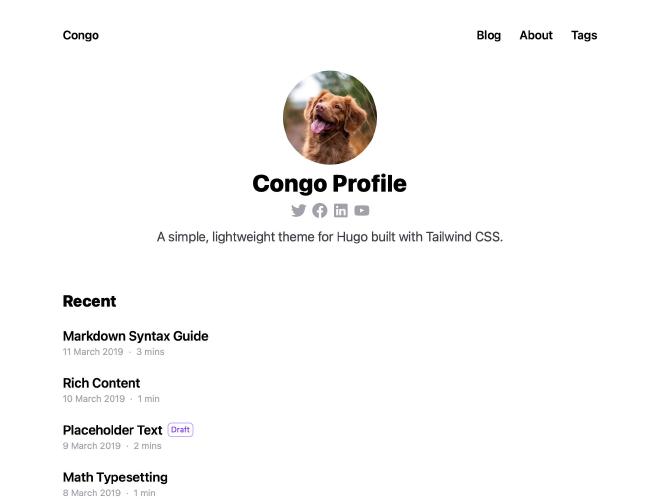 Congo
Blog About Tags
Congo Profile
A simple, lightweight theme for Hugo built with Tailwind CSS.
Recent
Markdown Syntax Guide
11 March 2019 · 3 mins
Rich Content
10 March 2019 · 1 min
Placeholder Text Draft
9 March 2019 · 2 mins
Math Typesetting
8 March 2019 · 1 min